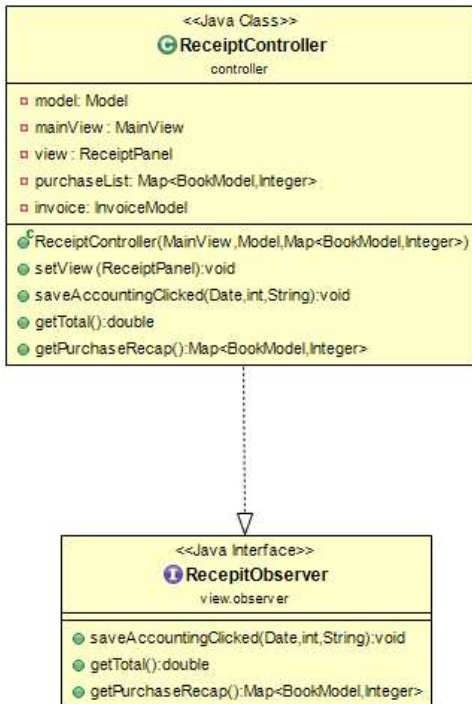 <<Java Class>>
ReceiptController
controller
model: Model
mainView : MainView
view : ReceiptPanel
purchaseList: Map<BookModel,Integer>
invoice: InvoiceModel
ReceiptController(MainView,Model,Map<BookModel,Integer>)
setView(ReceiptPanel):void
saveAccountingClicked(Date,int,String):void
getTotal():double
getPurchaseRecap():Map<BookModel,Integer>
<<Java Interface>>
RecepitObserver
view.observer
saveAccountingClicked(Date,int,String):void
getTotal():double
getPurchaseRecap():Map<BookModel,Integer>